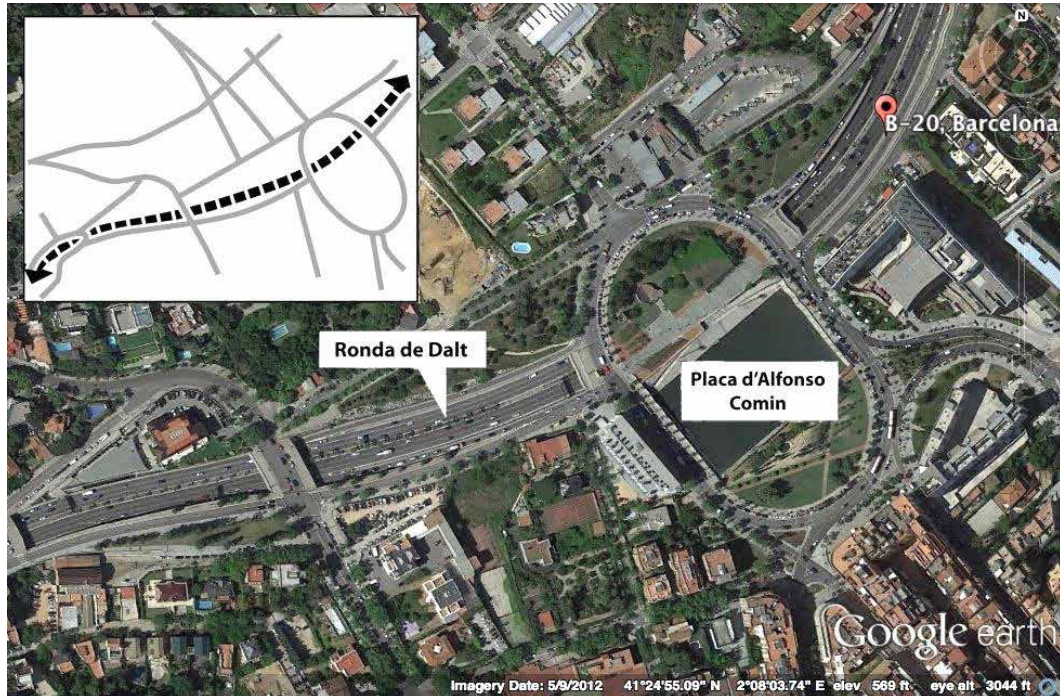 N
B-20, Barcelona
Ronda de Dalt
Placa d'Alfonso
Comin
Google earth
Imagery Date: 5/9/2012 41°24'55.09" N 2°08'03.74" E elev 569 ft eye alt 3044 ft